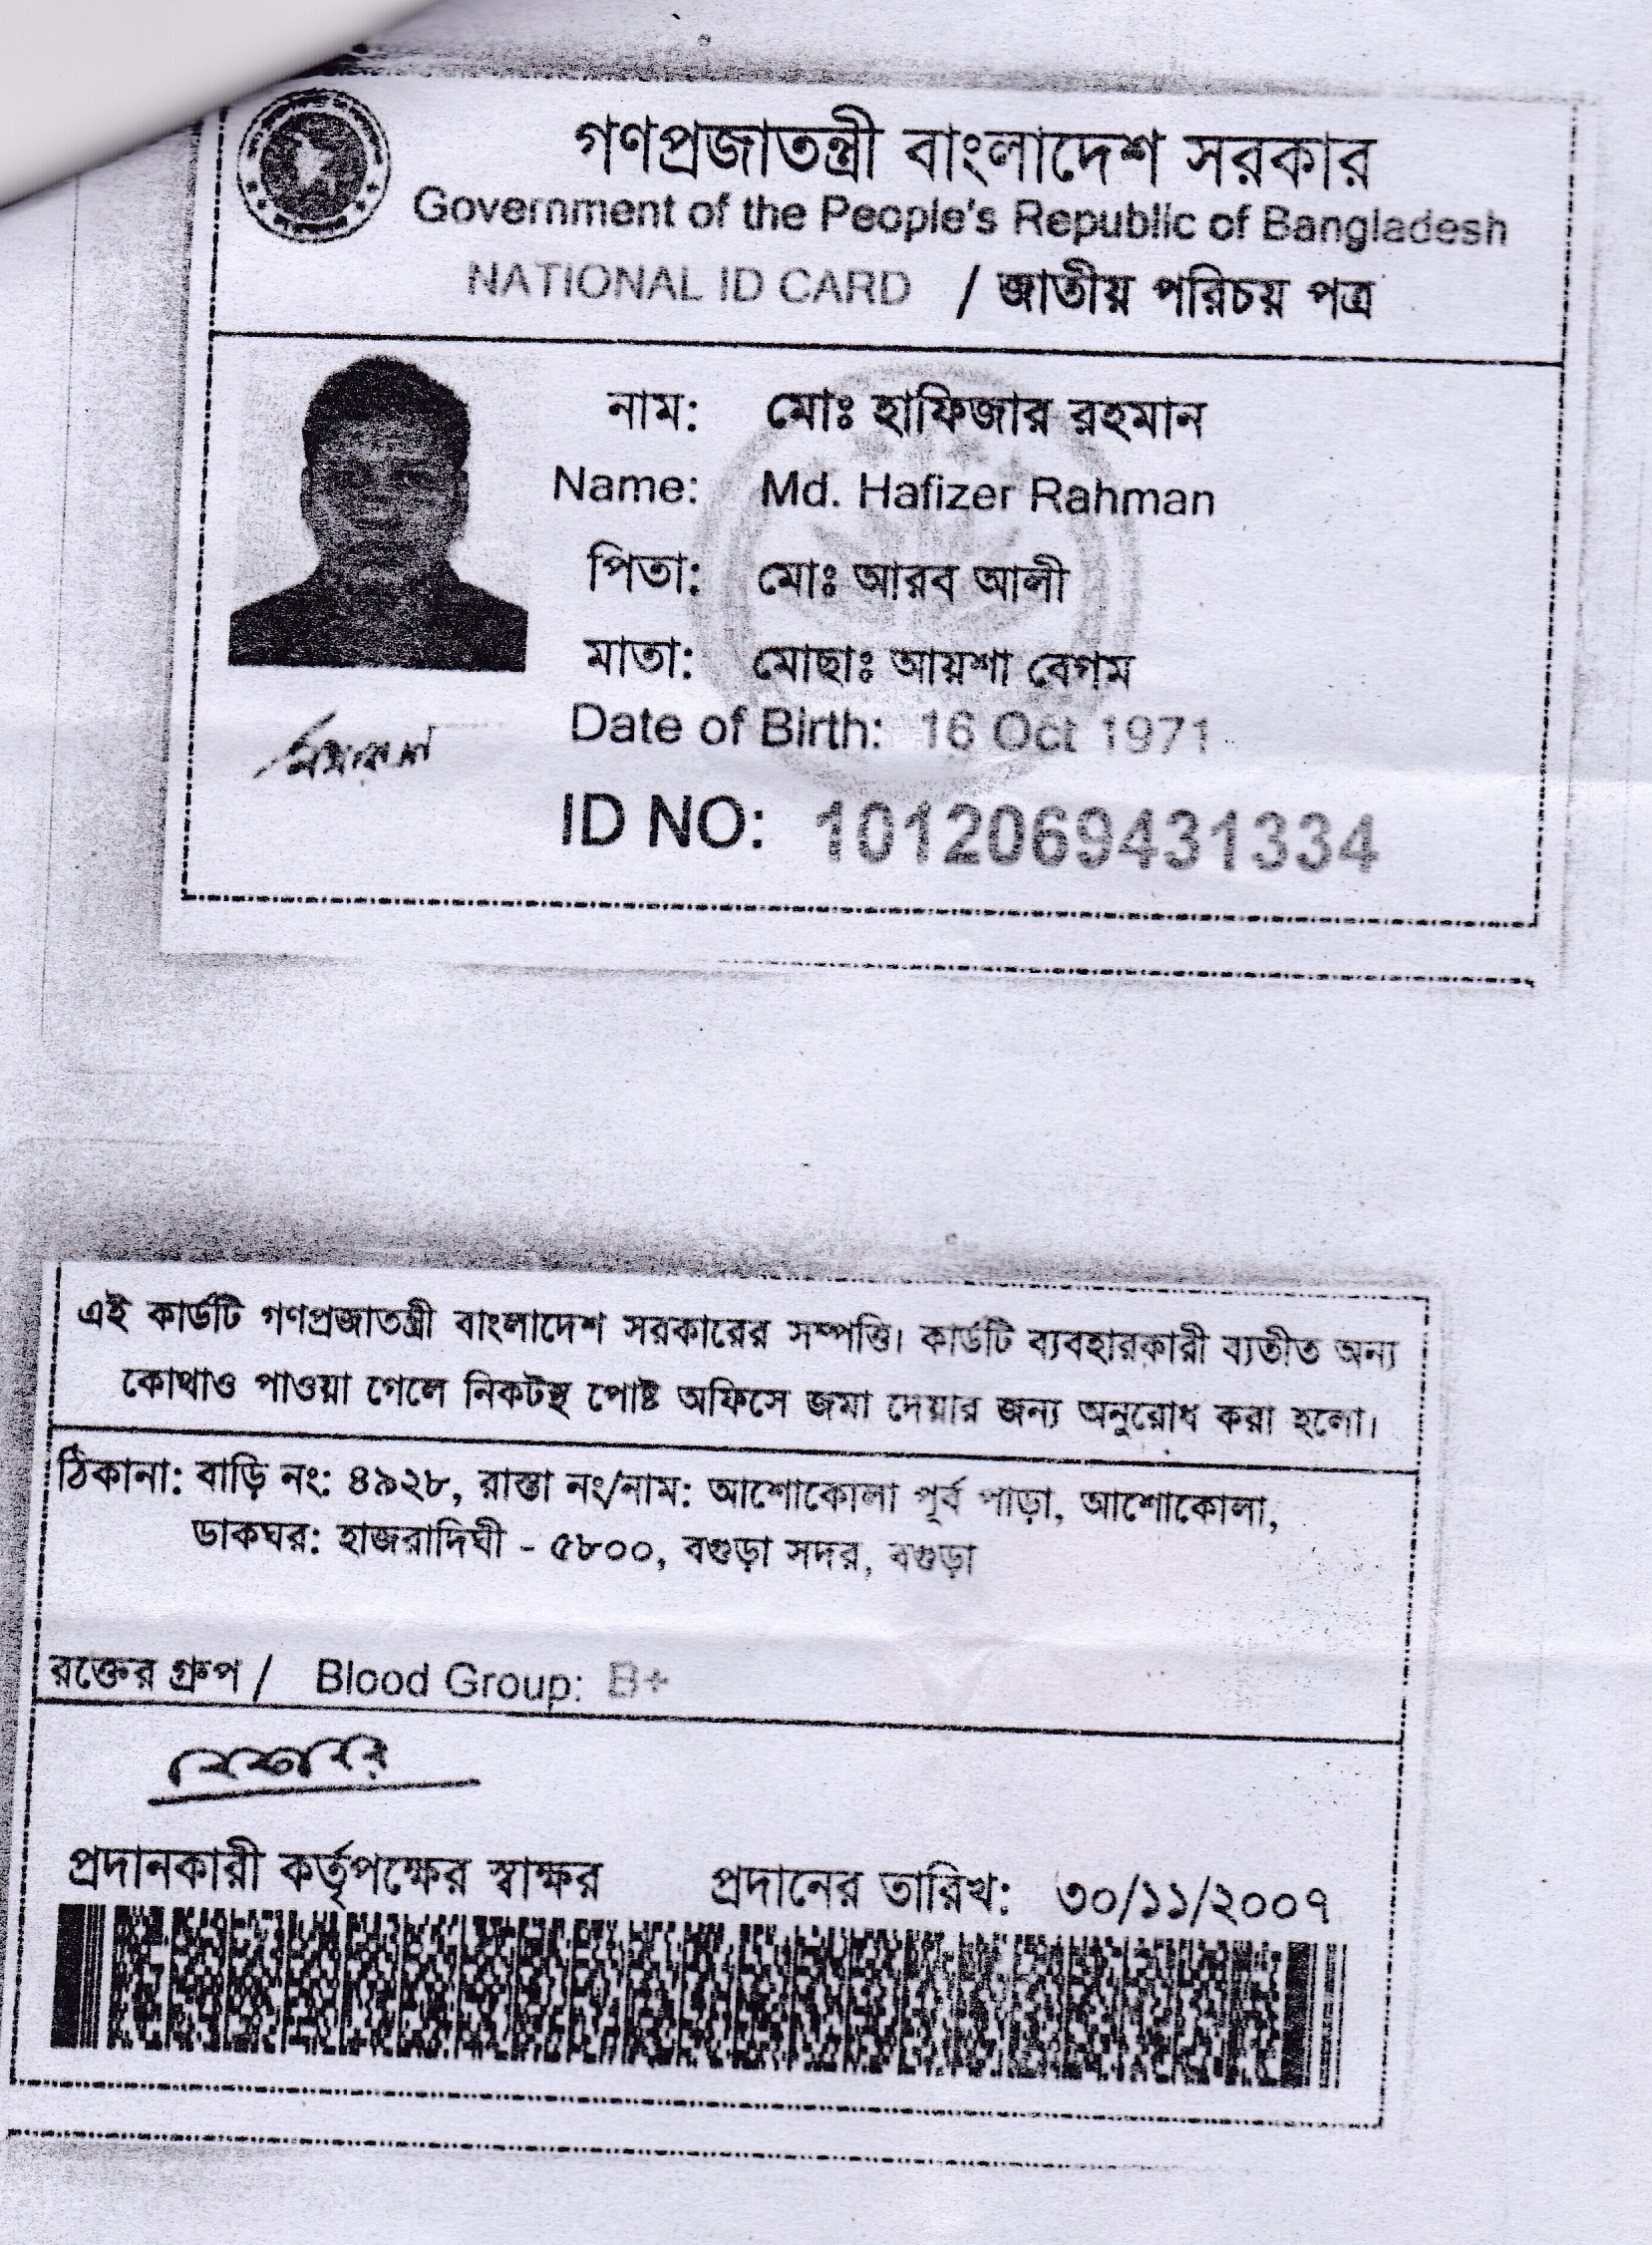 গণপ্রজাতন্ত্রী বাংলাদেশ সরকার
Government of the People's Republic of Bangladesh
NATIONAL ID CARD / জাতীয় পরিচয় পত্র
নাম: মোঃ হাফিজার রহমান
Name: Md. Hafizer Rahman
পিতা: মোঃ আরব আলী
মাতা: মোছাঃ আয়শা বেগম
Date of Birth: 16 Oct 1971
ID NO: 1012069431334
এই কার্ডটি গণপ্রজাতন্ত্রী বাংলাদেশ সরকারের সম্পত্তি। কার্ডটি ব্যবহারকারী ব্যতীত অন্য
কোথাও পাওয়া গেলে নিকটস্থ পোষ্ট অফিসে জমা দেয়ার জন্য অনুরোধ করা হলো।
ঠিকানা: বাড়ি নং: ৪৯২৮, রাস্তা নং/নাম: আশোকোলা পূর্ব পাড়া, আশোকোলা,
ডাকঘর: হাজরাদিঘী - ৫৮০০, বগুড়া সদর, বগুড়া
রক্তের গ্রুপ / Blood Group: B+
প্রদানকারী কর্তৃপক্ষের স্বাক্ষর প্রদানের তারিখ: ৩০/১১/২০০৭